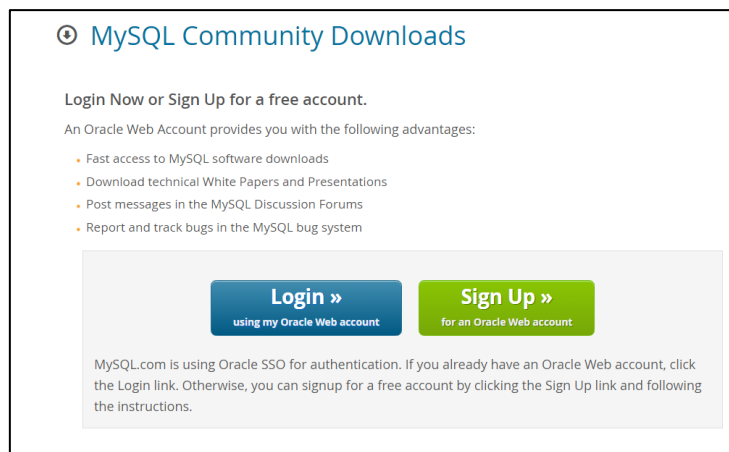 MySQL Community Downloads
Login Now or Sign Up for a free account.
An Oracle Web Account provides you with the following advantages:
Fast access to MySQL software downloads
Download technical White Papers and Presentations
Post messages in the MySQL Discussion Forums
Report and track bugs in the MySQL bug system
Login »
using my Oracle Web account
Sign Up »
for an Oracle Web account
MySQL.com is using Oracle SSO for authentication. If you already have an Oracle Web account, click
the Login link. Otherwise, you can signup for a free account by clicking the Sign Up link and following
the instructions.